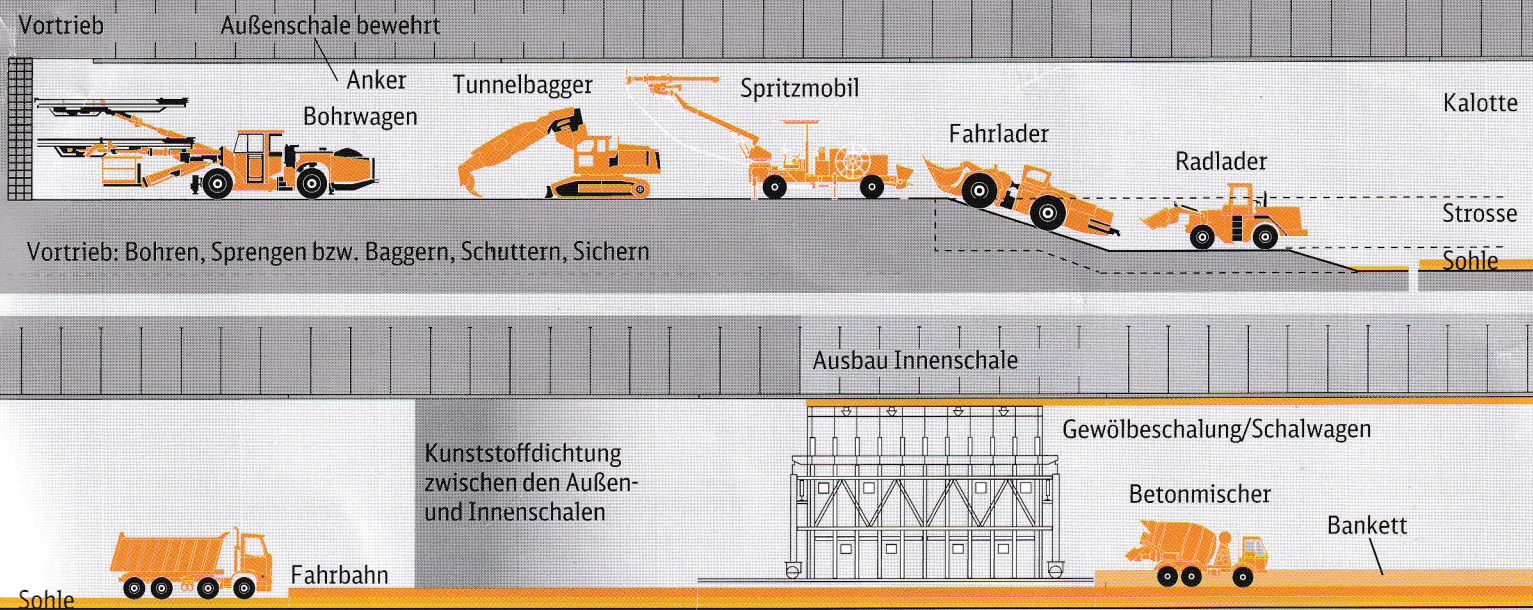 Vortrieb
Außenschale bewehrt
Anker
Bohrwagen
Tunnelbagger
Spritzmobil
Fahrlader
Radlader
Kalotte
Strosse
Sohle
Vortrieb: Bohren, Sprengen bzw. Baggern, Schuttern, Sichern
Ausbau Innenschale
Kunststoffdichtung
zwischen den Außen-
und Innenschalen
Gewölbeschalung/Schalwagen
Betonmischer
Bankett
Fahrbahn
Sohle